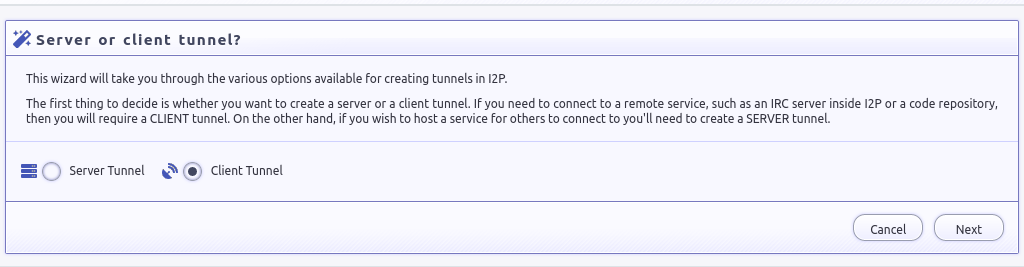 Server or client tunnel?
This wizard will take you through the various options available for creating tunnels in I2P.
The first thing to decide is whether you want to create a server or a client tunnel. If you need to connect to a remote service, such as an IRC server inside I2P or a code repository,
then you will require a CLIENT tunnel. On the other hand, if you wish to host a service for others to connect to you'll need to create a SERVER tunnel.
Server Tunnel Client Tunnel
Cancel Next